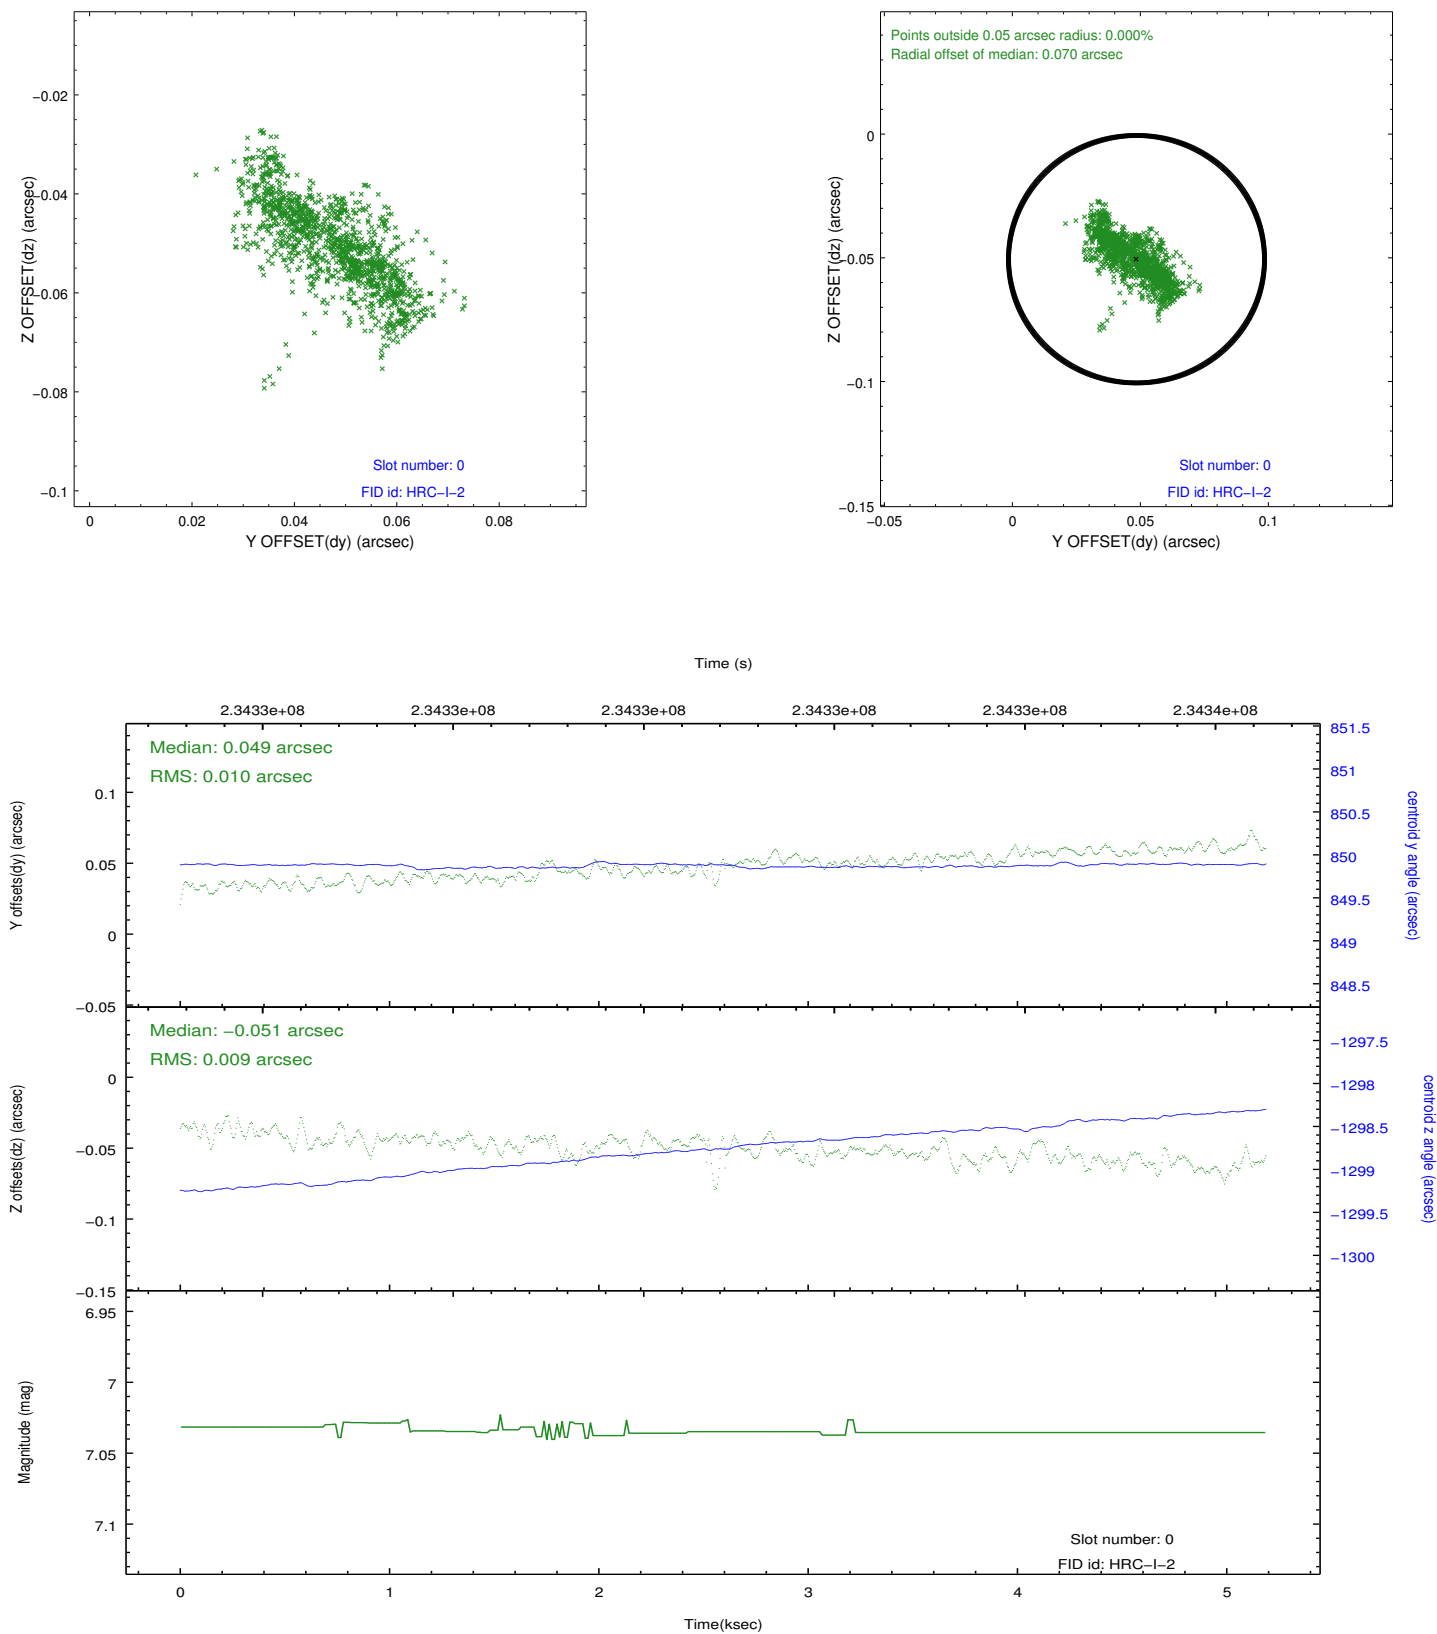 Points outside 0.05 arcsec radius: 0.000%
Radial offset of median: 0.070 arcsec
−0.02
−0.04
−0.06
−0.08
−0.1
Z OFFSET(dz) (arcsec)
0 0.02 0.04 0.06 0.08
Y OFFSET(dy) (arcsec)
Slot number: 0
FID id: HRC−I−2
0
−0.05
−0.1
−0.15
Z OFFSET(dz) (arcsec)
−0.05 0 0.05 0.1
Y OFFSET(dy) (arcsec)
Slot number: 0
FID id: HRC−I−2
Time (s)
2.3433e+08 2.3433e+08 2.3433e+08 2.3433e+08 2.3433e+08 2.3434e+08
Median: 0.049 arcsec
RMS: 0.010 arcsec
0.1
0.05
0
−0.05
Y offsets(dy) (arcsec)
851.5
851
850.5
850
849.5
849
848.5
centroid y angle (arcsec)
Median: −0.051 arcsec
RMS: 0.009 arcsec
0
−0.05
−0.1
−0.15
Z offsets(dz) (arcsec)
−1297.5
−1298
−1298.5
−1299
−1299.5
−1300
centroid z angle (arcsec)
6.95
7
7.05
7.1
Magnitude (mag)
Slot number: 0
FID id: HRC−I−2
0 1 2 3 4 5
Time(ksec)